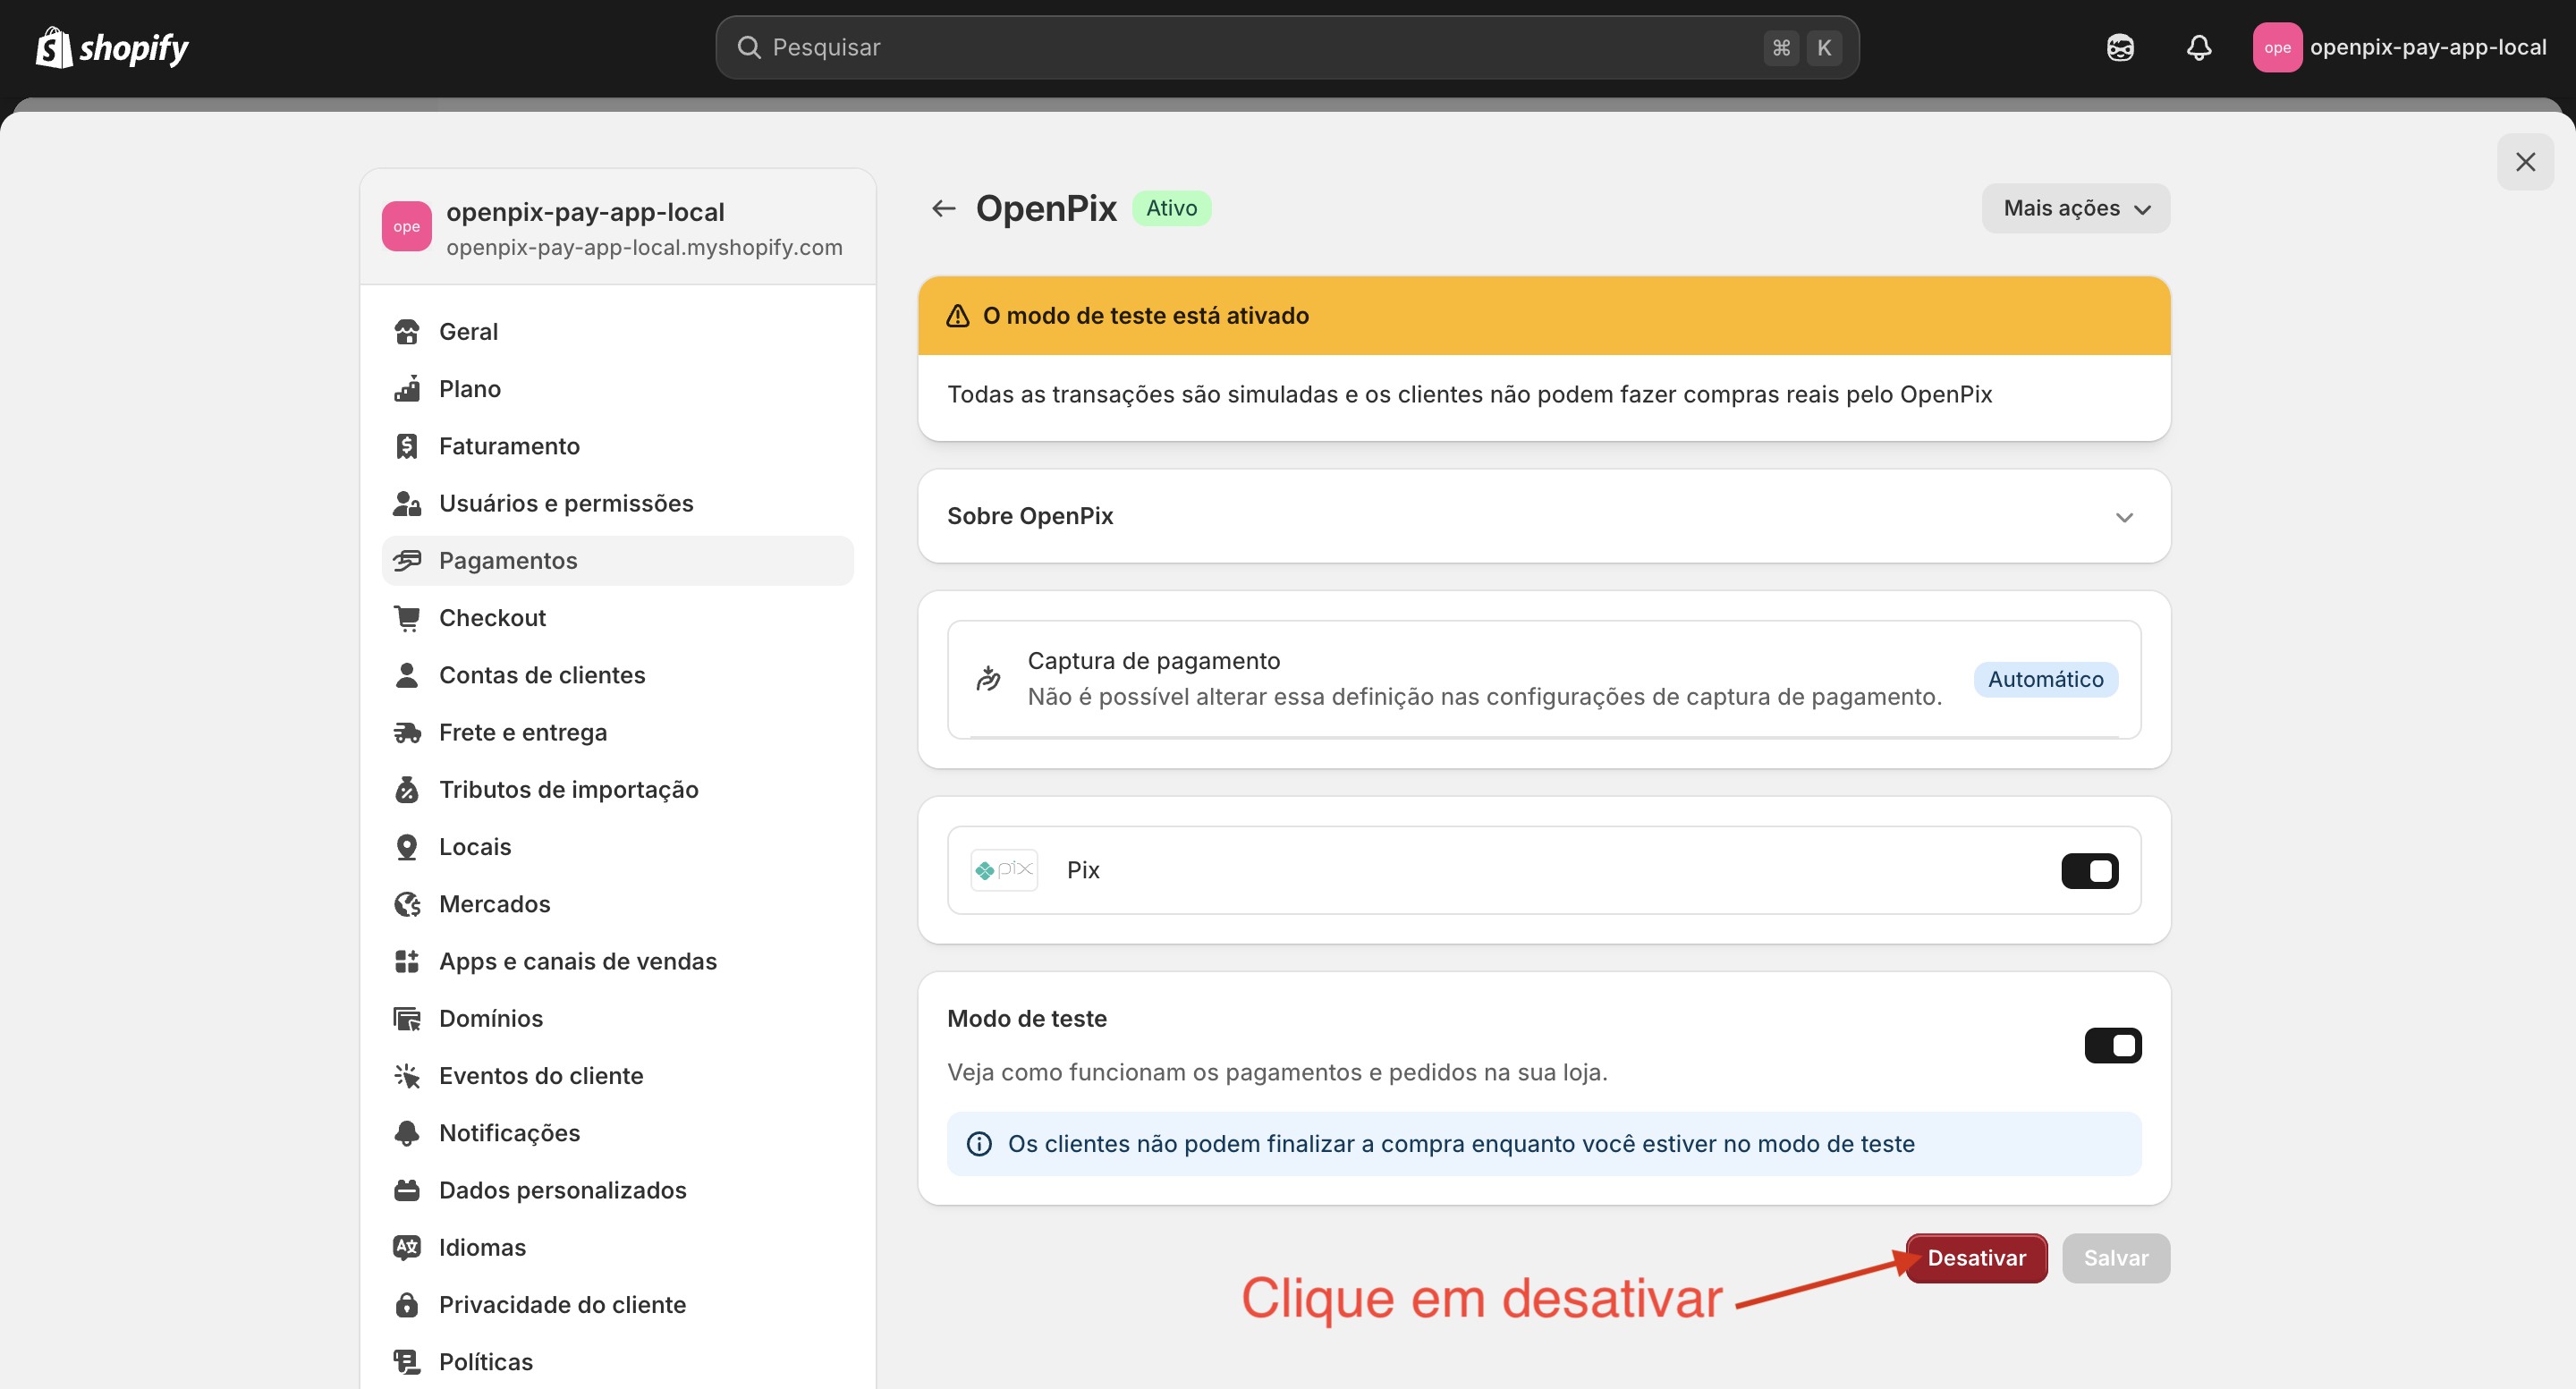 shopify
Pesquisar
⌘ K
ope
openpix-pay-app-local
ope
openpix-pay-app-local
openpix-pay-app-local.myshopify.com
Geral
Plano
Faturamento
Usuários e permissões
Pagamentos
Checkout
Contas de clientes
Frete e entrega
Tributos de importação
Locais
Mercados
Apps e canais de vendas
Domínios
Eventos do cliente
Notificações
Dados personalizados
Idiomas
Privacidade do cliente
Políticas
OpenPix
Ativo
Mais ações
O modo de teste está ativado
Todas as transações são simuladas e os clientes não podem fazer compras reais pelo OpenPix
Sobre OpenPix
Captura de pagamento
Não é possível alterar essa definição nas configurações de captura de pagamento.
Automático
pix
Pix
Modo de teste
Veja como funcionam os pagamentos e pedidos na sua loja.
Os clientes não podem finalizar a compra enquanto você estiver no modo de teste
Desativar
Salvar
Clique em desativar